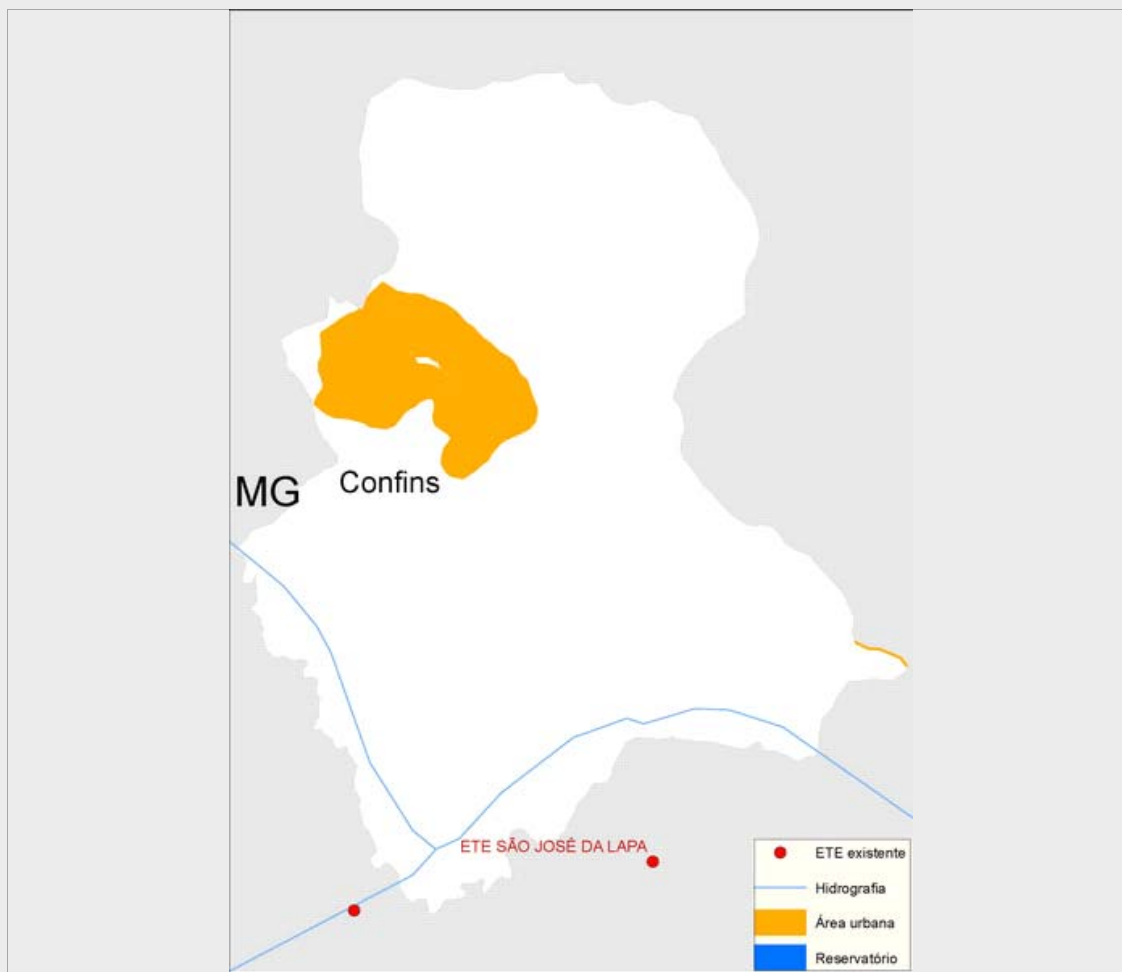 MG
Confins
ETE SÃO JOSÉ DA LAPA
ETE existente
Hidrografia
Área urbana
Reservatório